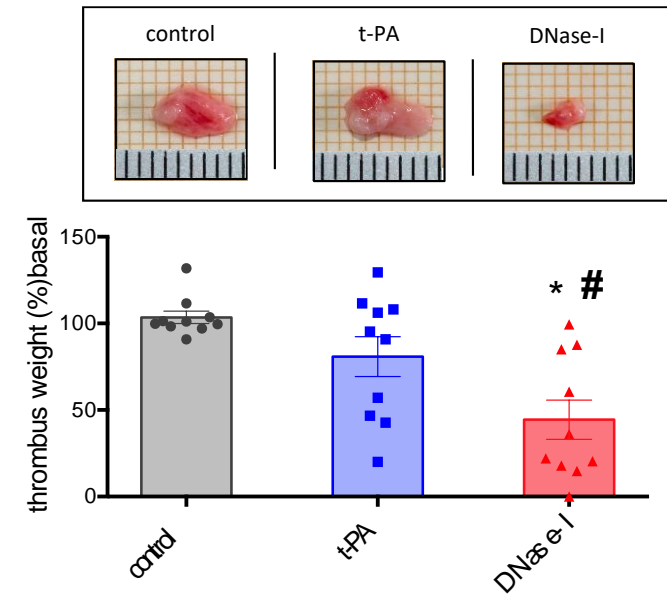 control t-PA DNase-I
thrombus weight (%)basal
150
100
50
0
* #
control
t-PA
DNase-I